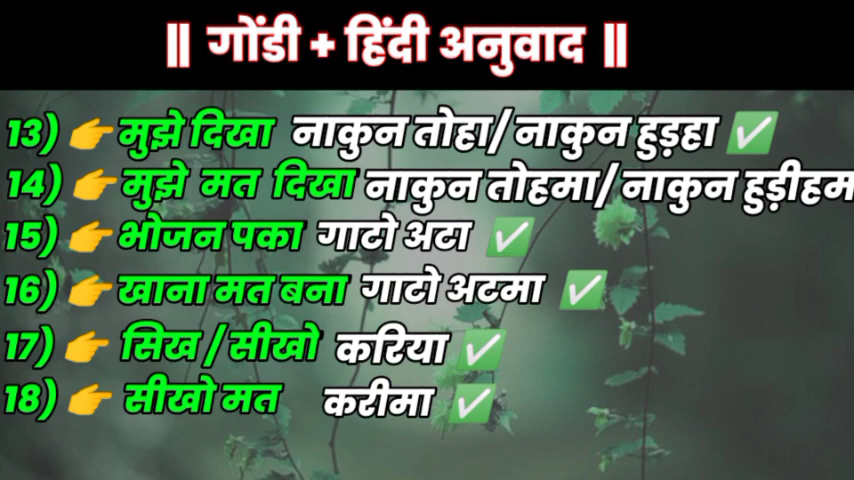 || गोंडी + हिंदी अनुवाद ||
13) 👉 मुझे दिखा नाकुन तोहा/ नाकुन हुड़हा ✅
14) 👉 मुझे मत दिखा नाकुन तोहमा/ नाकुन हुड़ीहम
15) 👉 भोजन पका गाटो अटा ✅
16) 👉 खाना मत बना गाटो अटमा ✅
17) 👉 सिख / सीखो करिया ✅
18) 👉 सीखो मत करीमा ✅